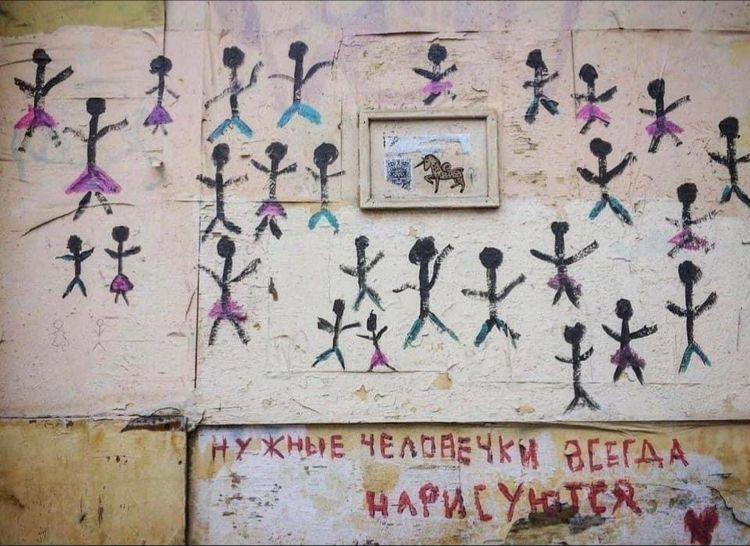 НУЖНЫЕ ЧЕЛОВЕЧКИ ВСЕГДА
НАРИСУЮТСЯ